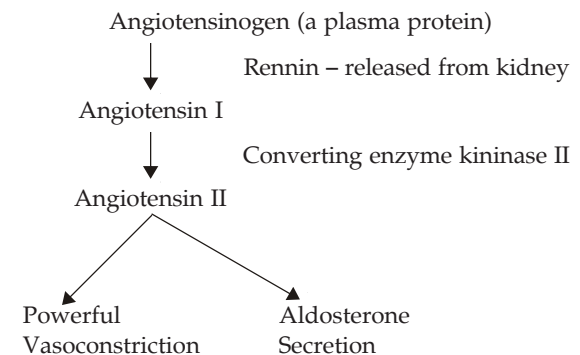 Angiotensinogen (a plasma protein)
Rennin – released from kidney
Angiotensin I
Converting enzyme kininase II
Angiotensin II
Powerful
Vasoconstriction
Aldosterone
Secretion